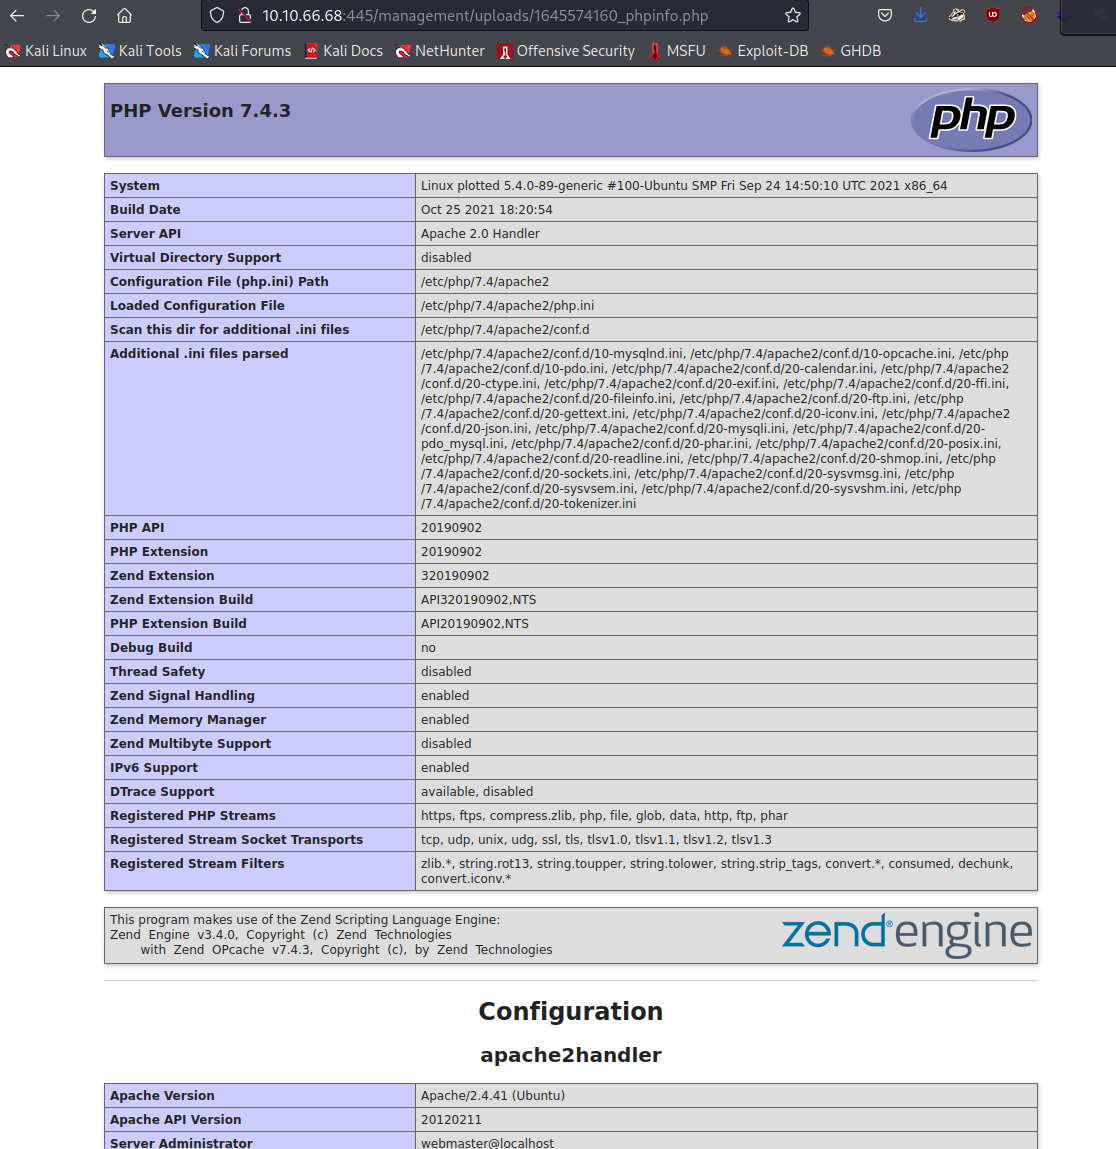 10.10.66.68:445/management/uploads/1645574160_phpinfo.php
Kali Linux Kali Tools Kali Forums Kali Docs NetHunter Offensive Security MSFU Exploit-DB GHDB
PHP Version 7.4.3
php
System Linux plotted 5.4.0-89-generic #100-Ubuntu SMP Fri Sep 24 14:50:10 UTC 2021 x86_64
Build Date Oct 25 2021 18:20:54
Server API Apache 2.0 Handler
Virtual Directory Support disabled
Configuration File (php.ini) Path /etc/php/7.4/apache2
Loaded Configuration File /etc/php/7.4/apache2/php.ini
Scan this dir for additional .ini files /etc/php/7.4/apache2/conf.d
Additional .ini files parsed /etc/php/7.4/apache2/conf.d/10-mysqlnd.ini, /etc/php/7.4/apache2/conf.d/10-opcache.ini, /etc/php
/7.4/apache2/conf.d/10-pdo.ini, /etc/php/7.4/apache2/conf.d/20-calendar.ini, /etc/php/7.4/apache2
/conf.d/20-ctype.ini, /etc/php/7.4/apache2/conf.d/20-exif.ini, /etc/php/7.4/apache2/conf.d/20-ffi.ini,
/etc/php/7.4/apache2/conf.d/20-fileinfo.ini, /etc/php/7.4/apache2/conf.d/20-ftp.ini, /etc/php
/7.4/apache2/conf.d/20-gettext.ini, /etc/php/7.4/apache2/conf.d/20-iconv.ini, /etc/php/7.4/apache2
/conf.d/20-json.ini, /etc/php/7.4/apache2/conf.d/20-mysqli.ini, /etc/php/7.4/apache2/conf.d/20-
pdo_mysql.ini, /etc/php/7.4/apache2/conf.d/20-phar.ini, /etc/php/7.4/apache2/conf.d/20-posix.ini,
/etc/php/7.4/apache2/conf.d/20-readline.ini, /etc/php/7.4/apache2/conf.d/20-shmop.ini, /etc/php
/7.4/apache2/conf.d/20-sockets.ini, /etc/php/7.4/apache2/conf.d/20-sysvmsg.ini, /etc/php
/7.4/apache2/conf.d/20-sysvsem.ini, /etc/php/7.4/apache2/conf.d/20-sysvshm.ini, /etc/php
/7.4/apache2/conf.d/20-tokenizer.ini
PHP API 20190902
PHP Extension 20190902
Zend Extension 320190902
Zend Extension Build API320190902,NTS
PHP Extension Build API20190902,NTS
Debug Build no
Thread Safety disabled
Zend Signal Handling enabled
Zend Memory Manager enabled
Zend Multibyte Support disabled
IPv6 Support enabled
DTrace Support available, disabled
Registered PHP Streams https, ftps, compress.zlib, php, file, glob, data, http, ftp, phar
Registered Stream Socket Transports tcp, udp, unix, udg, ssl, tls, tlsv1.0, tlsv1.1, tlsv1.2, tlsv1.3
Registered Stream Filters zlib.*, string.rot13, string.toupper, string.tolower, string.strip_tags, convert.*, consumed, dechunk,
convert.iconv.*
This program makes use of the Zend Scripting Language Engine:
Zend Engine v3.4.0, Copyright (c) Zend Technologies
with Zend OPcache v7.4.3, Copyright (c), by Zend Technologies
zend® engine
Configuration
apache2handler
Apache Version Apache/2.4.41 (Ubuntu)
Apache API Version 20120211
Server Administrator webmaster@localhost